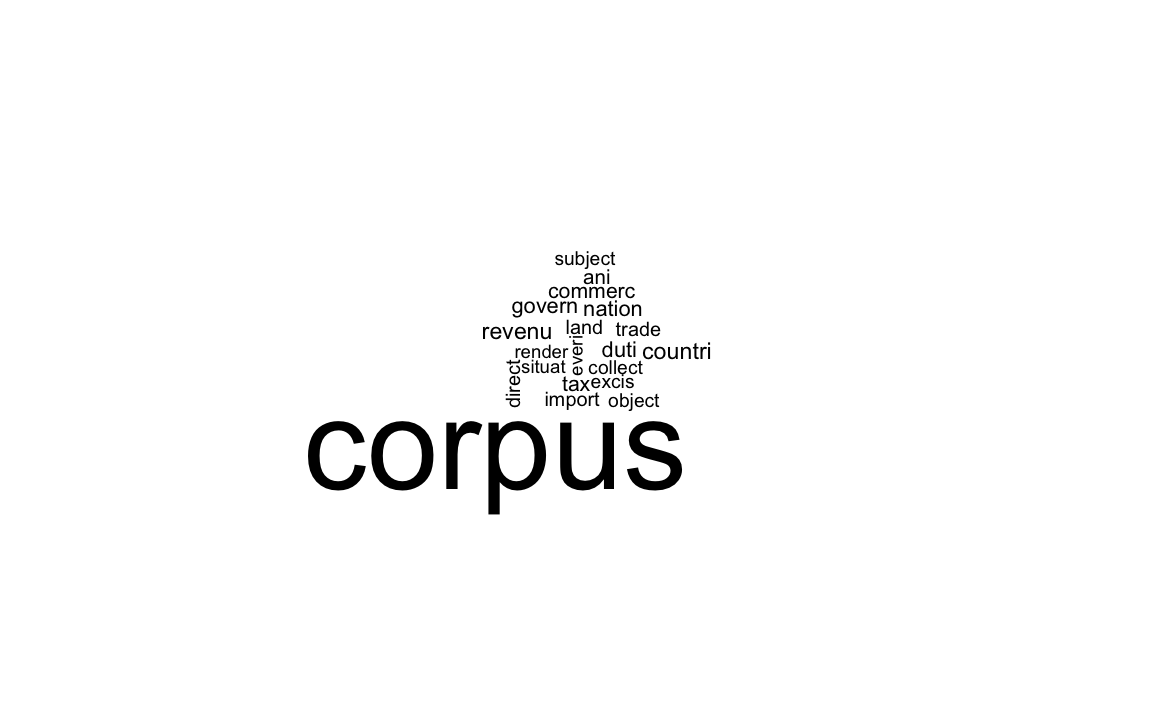 subject
ani
commerc
govern nation
revenu land trade
render everi duti countri
direct situat collect
tax excis
import object
corpus